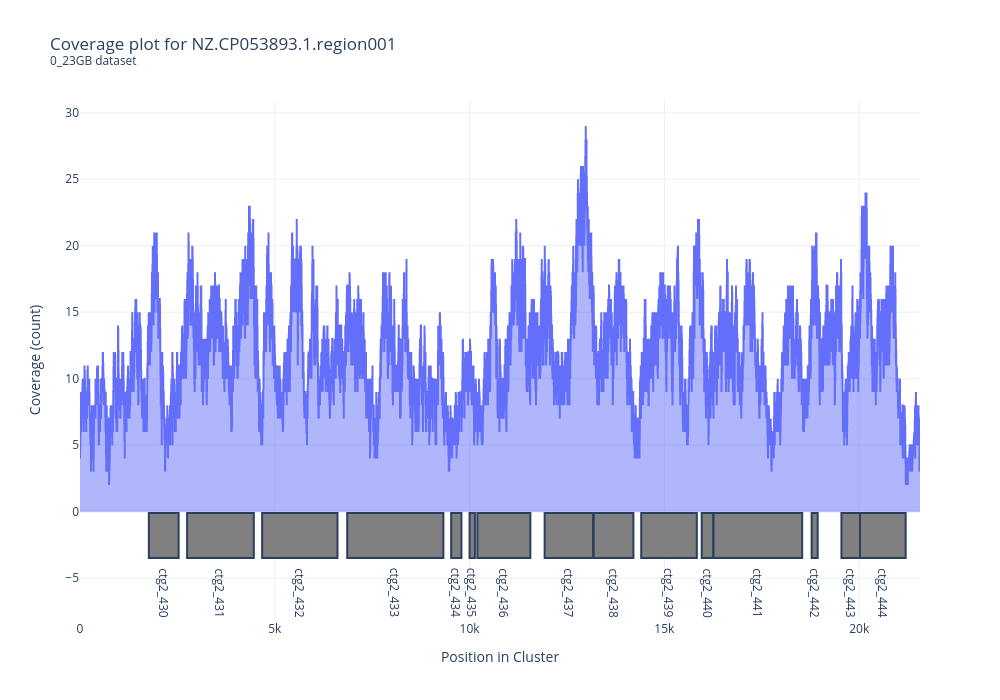 Coverage plot for NZ.CP053893.1.region001
0_23GB dataset
30
25
20
15
10
5
0
−5
Coverage (count)
ctg2_430
ctg2_431
ctg2_432
ctg2_433
ctg2_434
ctg2_435
ctg2_436
ctg2_437
ctg2_438
ctg2_439
ctg2_440
ctg2_441
ctg2_442
ctg2_443
ctg2_444
0
5k
10k
15k
20k
Position in Cluster